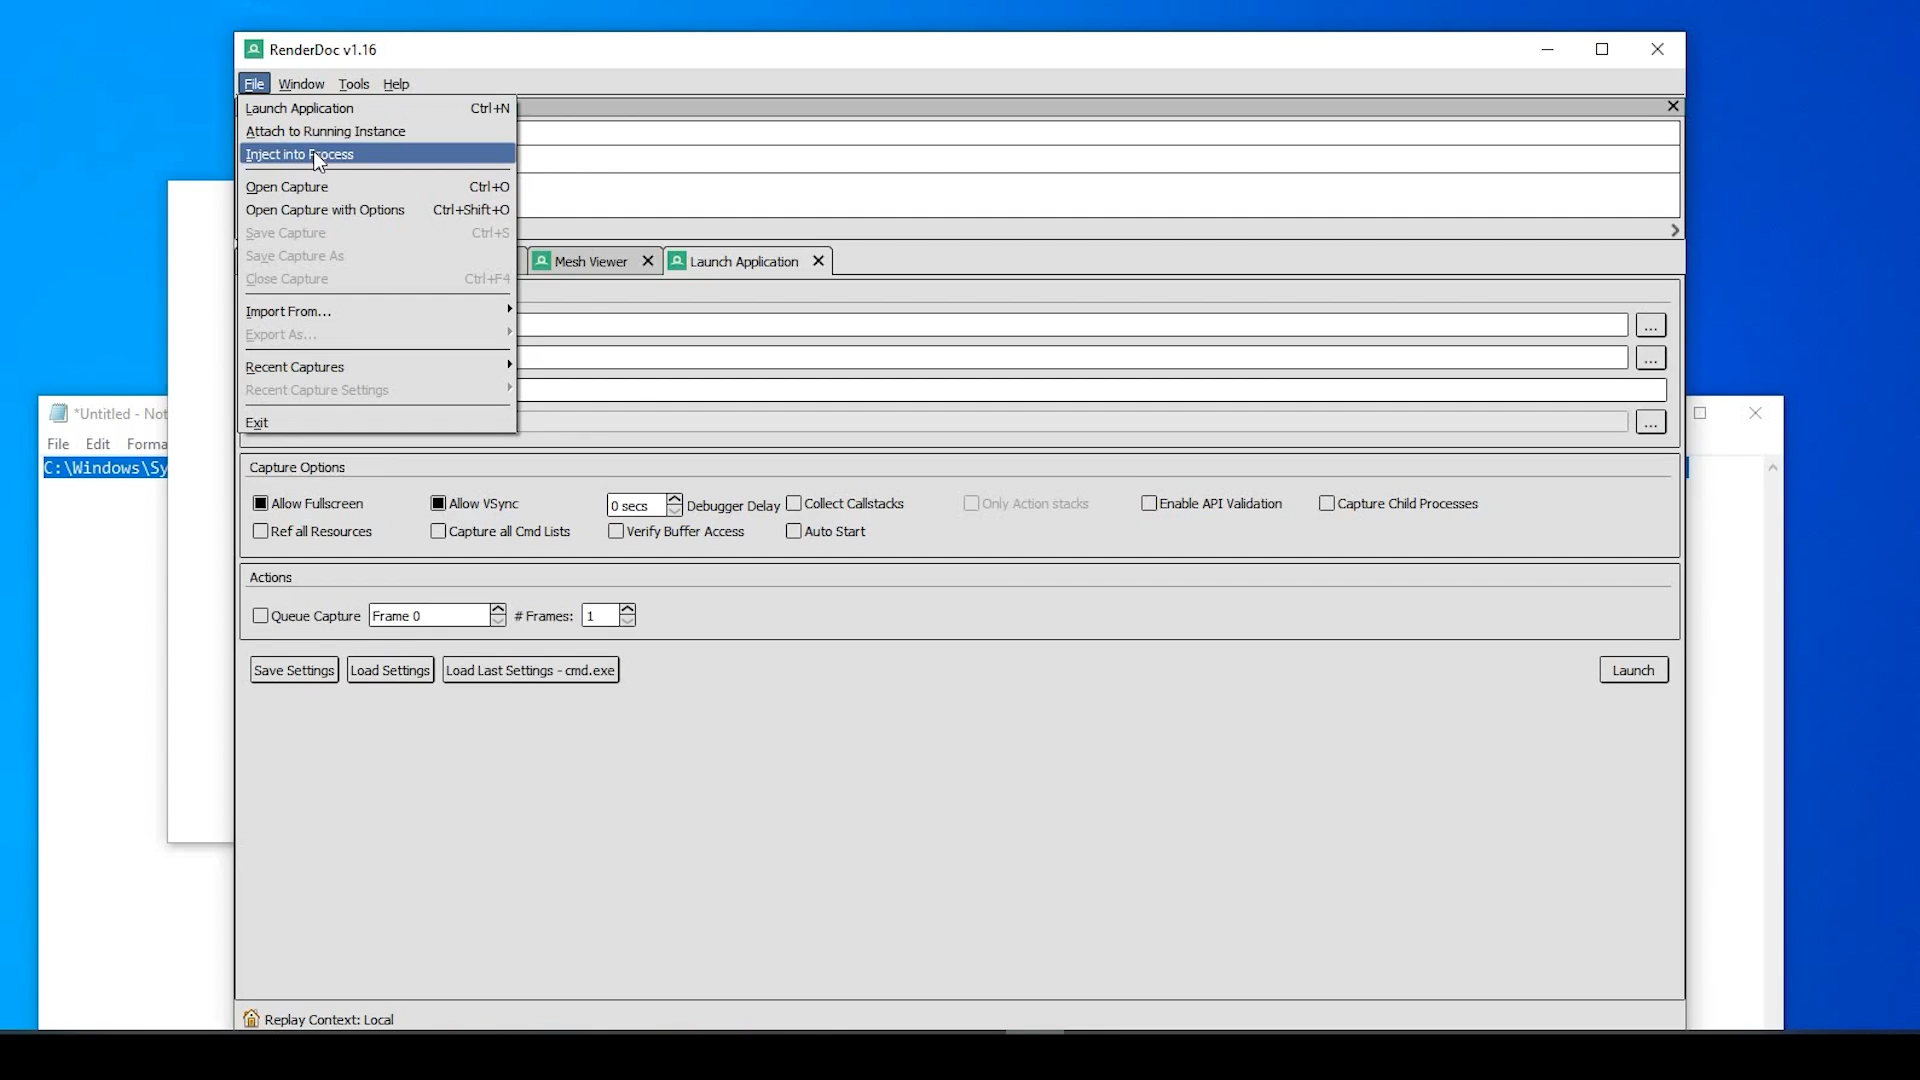 RenderDoc v1.16
File Window Tools Help
Launch Application Ctrl+N
Attach to Running Instance
Inject into Process
Open Capture Ctrl+O
Open Capture with Options Ctrl+Shift+O
Save Capture Ctrl+S
Save Capture As
Close Capture Ctrl+F4
Import From...
Export As...
Recent Captures
Recent Capture Settings
Exit
Mesh Viewer
Launch Application
...
...
...
*Untitled - Not
File Edit Forma
C:\Windows\Sy
Capture Options
Allow Fullscreen Allow VSync 0 secs Debugger Delay Collect Callstacks Only Action stacks Enable API Validation Capture Child Processes
Ref all Resources Capture all Cmd Lists Verify Buffer Access Auto Start
Actions
Queue Capture Frame 0 # Frames: 1
Save Settings Load Settings Load Last Settings - cmd.exe Launch
Replay Context: Local